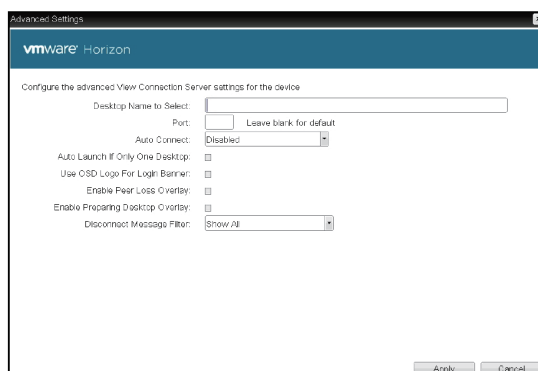 Advanced Settings
vmware® Horizon
Configure the advanced View Connection Server settings for the device
Desktop Name to Select:
Port: Leave blank for default
Auto Connect: Disabled
Auto Launch If Only One Desktop:
Use OSD Logo For Login Banner:
Enable Peer Loss Overlay:
Enable Preparing Desktop Overlay:
Disconnect Message Filter: Show All
Apply Cancel